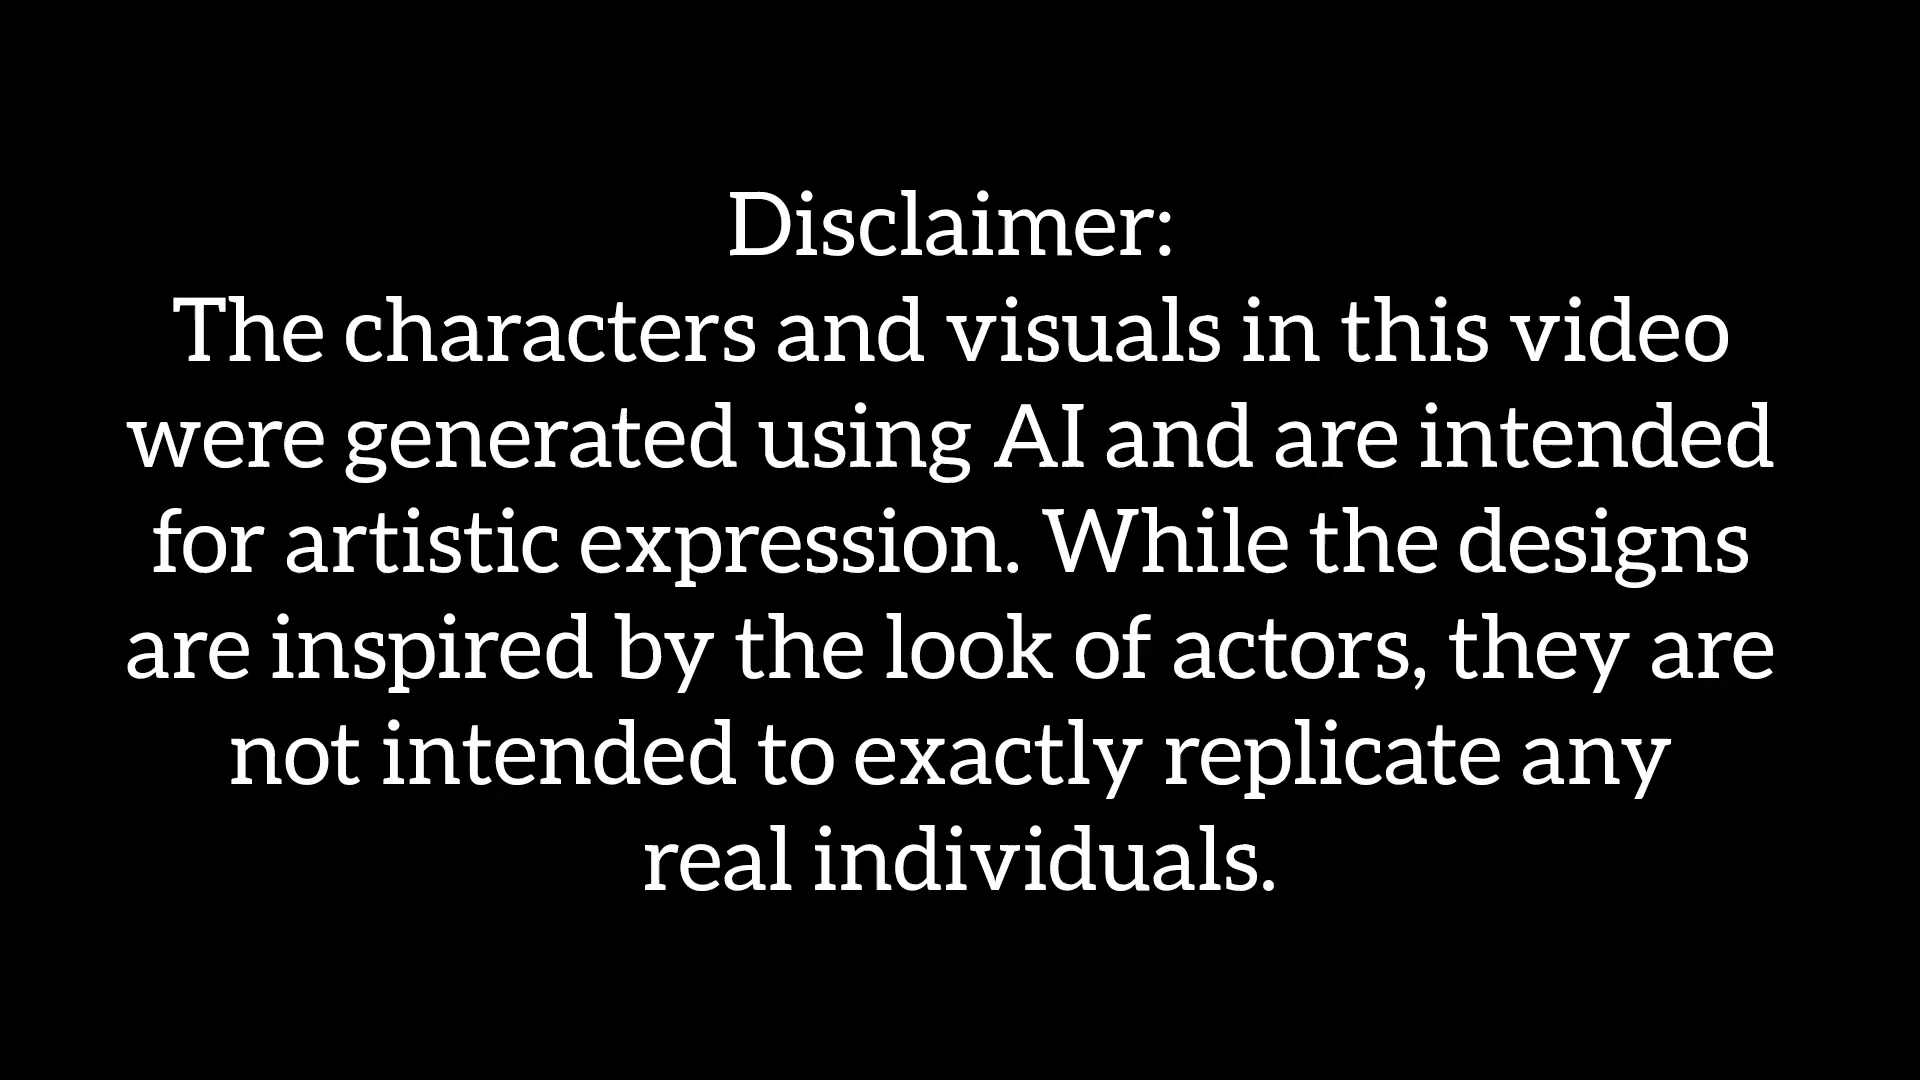 Disclaimer:
The characters and visuals in this video
were generated using AI and are intended
for artistic expression. While the designs
are inspired by the look of actors, they are
not intended to exactly replicate any
real individuals.